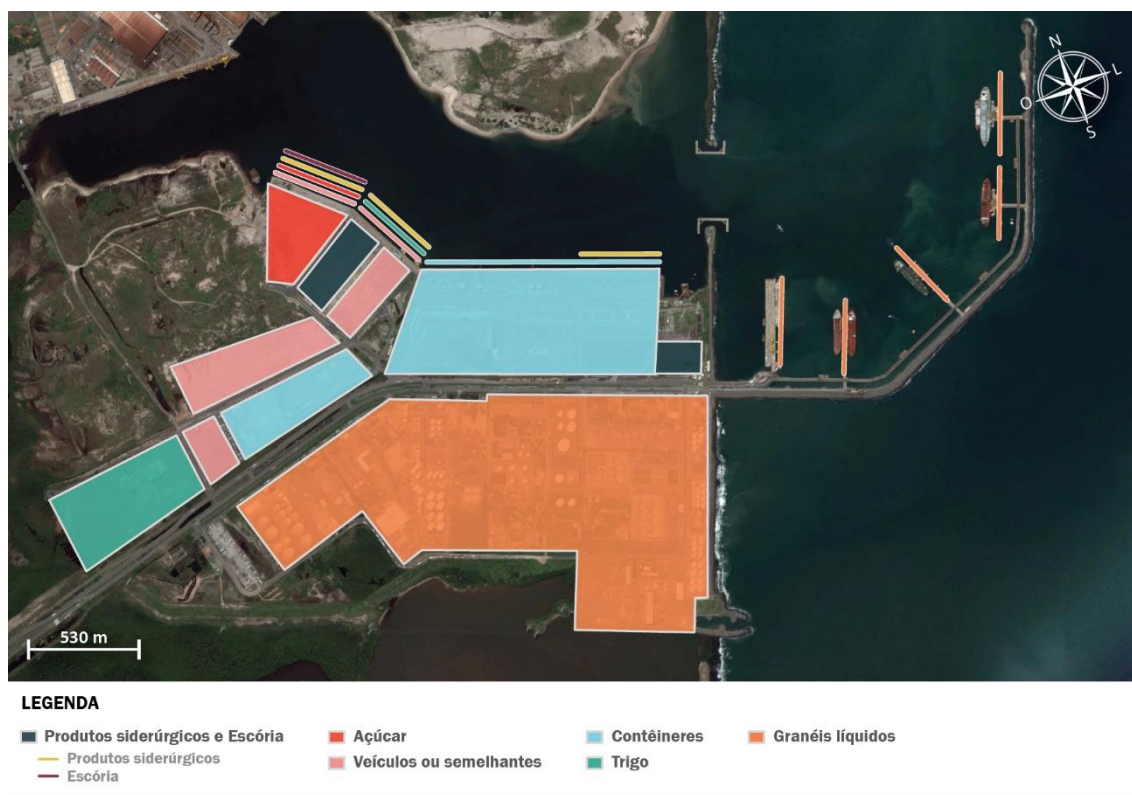 N
L
O
S
530 m
LEGENDA
Produtos siderúrgicos e Escória
Produtos siderúrgicos
Escória
Açúcar
Veículos ou semelhantes
Contêineres
Trigo
Granéis líquidos